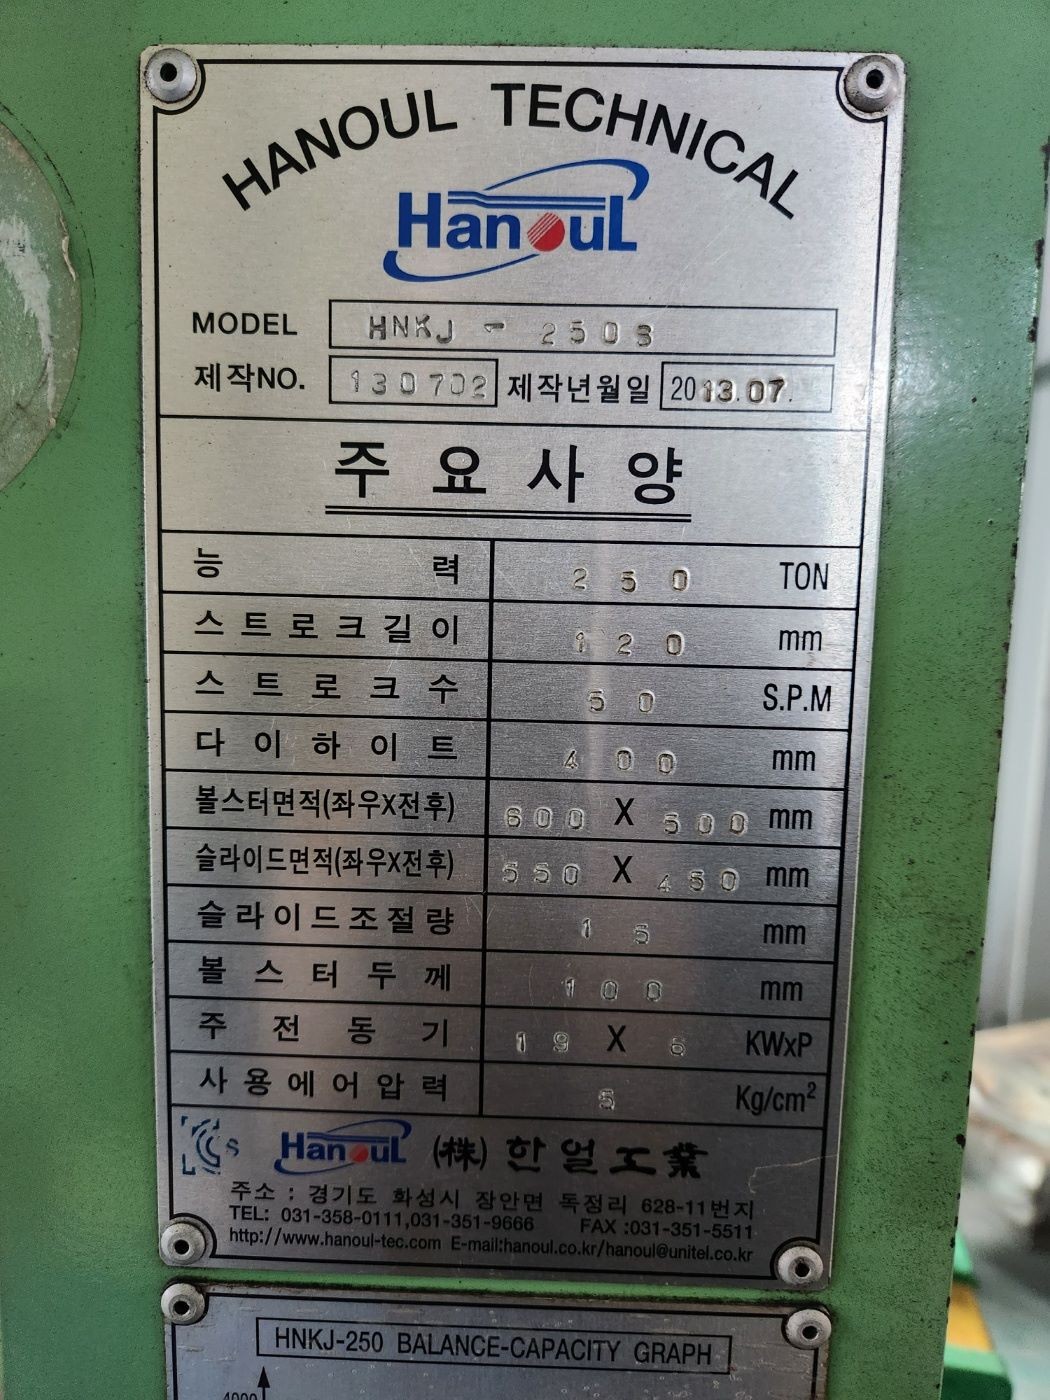 HANOUL TECHNICAL
HanouL
MODEL HNKJ - 250S
제작NO. 130702 제작년월일 2013.07.
주요사양
능력 250 TON
스트로크길이 120 mm
스트로크수 50 S.P.M
다이하이트 400 mm
볼스터면적(좌우X전후) 600 X 500 mm
슬라이드면적(좌우X전후) 550 X 450 mm
슬라이드조절량 15 mm
볼스터두께 100 mm
주전동기 19 X 6 KWxP
사용에어압력 5 Kg/cm²
S HanouL (株) 한얼工業
주소 : 경기도 화성시 장안면 독정리 628-11번지
TEL: 031-358-0111,031-351-9666 FAX :031-351-5511
http://www.hanoul-tec.com E-mail:hanoul.co.kr/hanoul@unitel.co.kr
HNKJ-250 BALANCE-CAPACITY GRAPH
4000